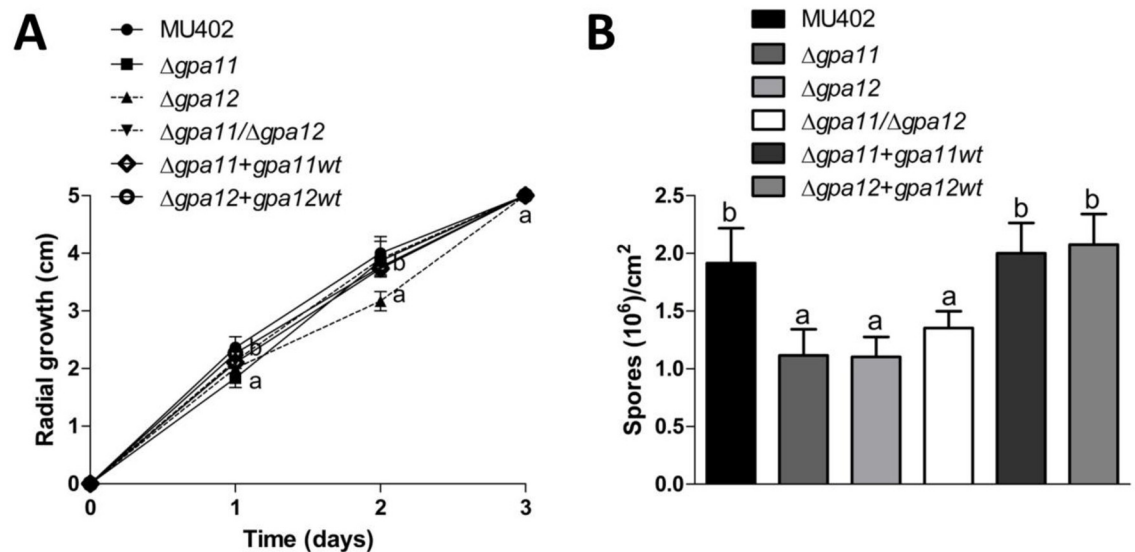 A
MU402
Δgpa11
Δgpa12
Δgpa11/Δgpa12
Δgpa11+gpa11wt
Δgpa12+gpa12wt
5
4
3
2
1
0
Radial growth (cm)
b
a
b
a
a
0 1 2 3
Time (days)
B
MU402
Δgpa11
Δgpa12
Δgpa11/Δgpa12
Δgpa11+gpa11wt
Δgpa12+gpa12wt
2.5
2.0
1.5
1.0
0.5
0.0
Spores (10⁶)/cm²
b a a a b b